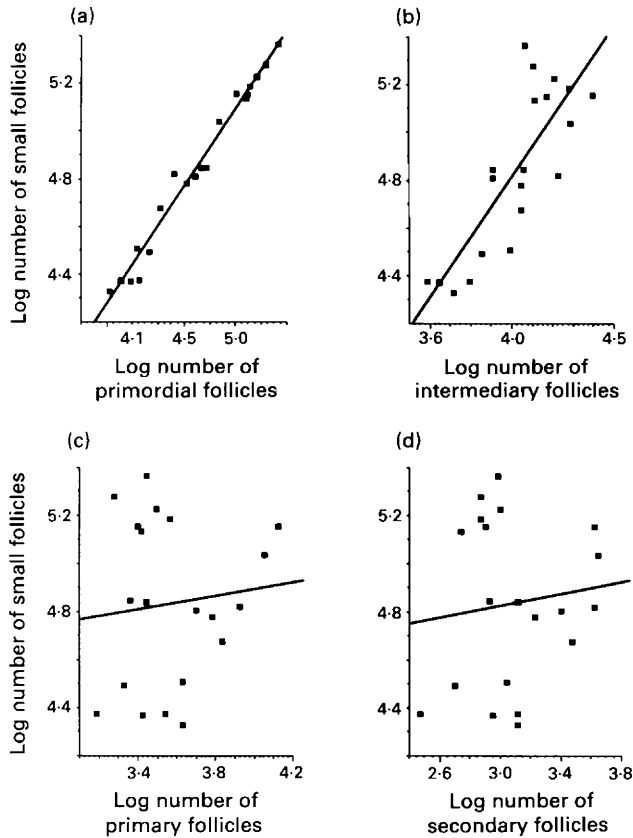 (a)
Log number of small follicles
5·2
4·8
4·4
4·1 4·5 5·0
Log number of
primordial follicles
(b)
5·2
4·8
4·4
3·6 4·0 4·5
Log number of
intermediary follicles
(c)
Log number of small follicles
5·2
4·8
4·4
3·4 3·8 4·2
Log number of
primary follicles
(d)
5·2
4·8
4·4
2·6 3·0 3·4 3·8
Log number of
secondary follicles